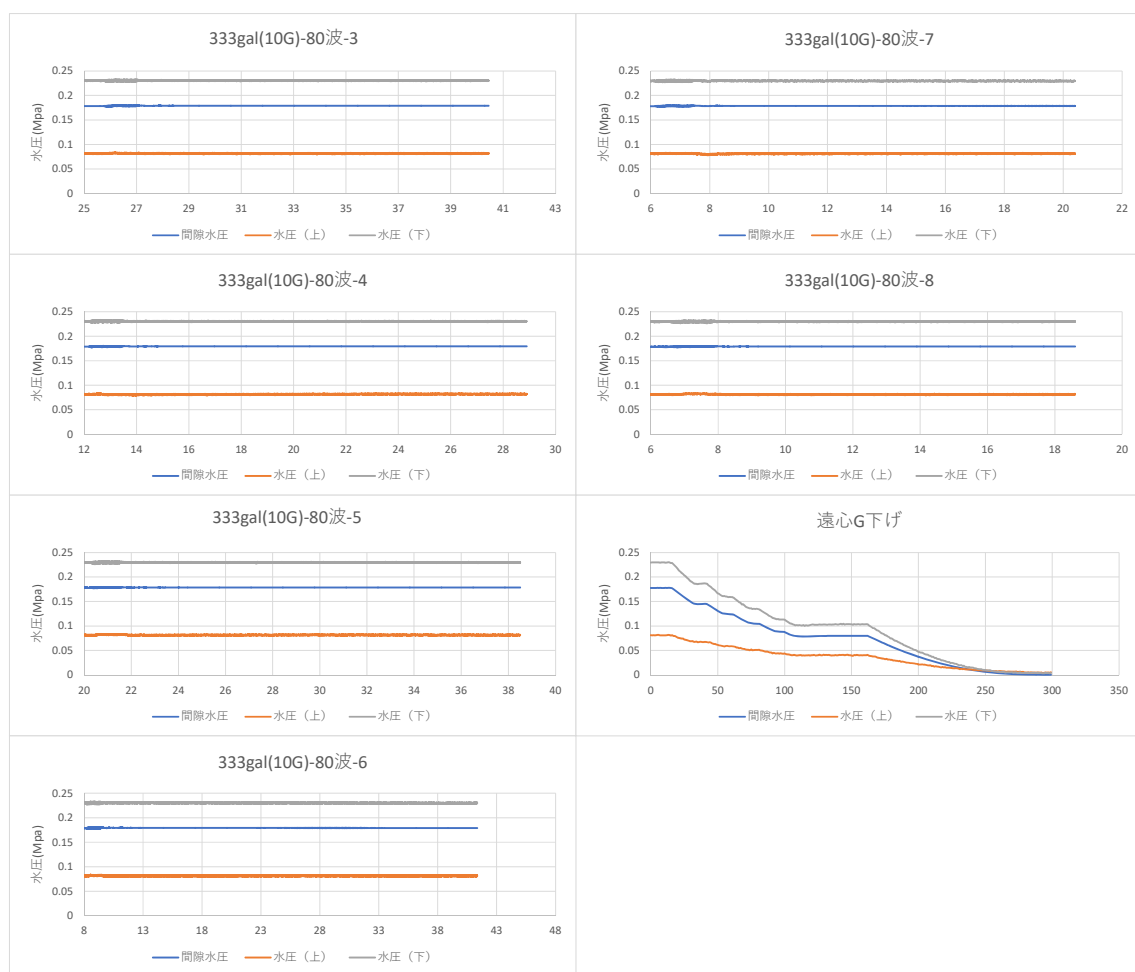 333gal(10G)-80波-3
0.25
0.2
0.15
0.1
0.05
0
水圧(Mpa)
25 27 29 31 33 35 37 39 41 43
間隙水圧 水圧（上） 水圧（下）
333gal(10G)-80波-7
0.25
0.2
0.15
0.1
0.05
0
水圧(Mpa)
6 8 10 12 14 16 18 20 22
間隙水圧 水圧（上） 水圧（下）
333gal(10G)-80波-4
0.25
0.2
0.15
0.1
0.05
0
水圧(Mpa)
12 14 16 18 20 22 24 26 28 30
間隙水圧 水圧（上） 水圧（下）
333gal(10G)-80波-8
0.25
0.2
0.15
0.1
0.05
0
水圧(Mpa)
6 8 10 12 14 16 18 20
間隙水圧 水圧（上） 水圧（下）
333gal(10G)-80波-5
0.25
0.2
0.15
0.1
0.05
0
水圧(Mpa)
20 22 24 26 28 30 32 34 36 38 40
間隙水圧 水圧（上） 水圧（下）
遠心G下げ
0.25
0.2
0.15
0.1
0.05
0
水圧(Mpa)
0 50 100 150 200 250 300 350
間隙水圧 水圧（上） 水圧（下）
333gal(10G)-80波-6
0.25
0.2
0.15
0.1
0.05
0
水圧(Mpa)
8 13 18 23 28 33 38 43 48
間隙水圧 水圧（上） 水圧（下）